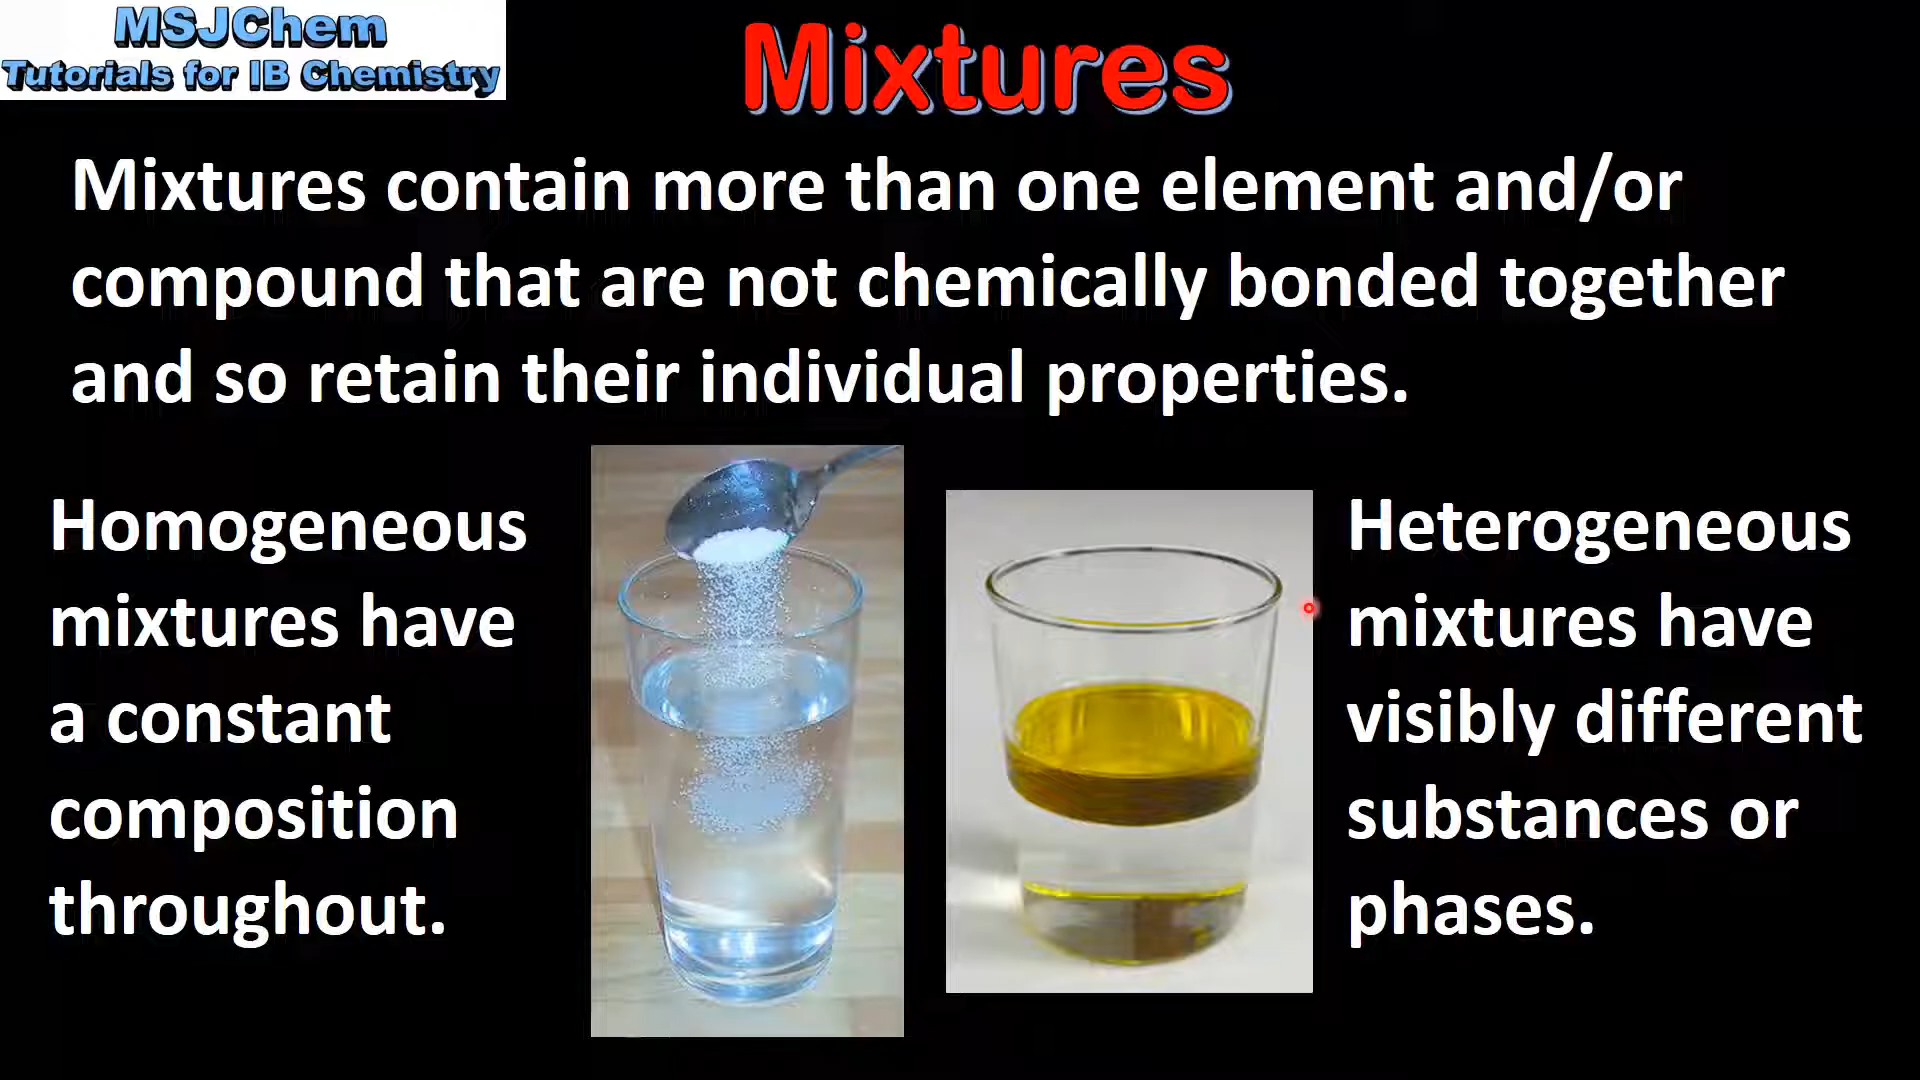 MSJChem
Tutorials for IB Chemistry
Mixtures
Mixtures contain more than one element and/or
compound that are not chemically bonded together
and so retain their individual properties.
Homogeneous
mixtures have
a constant
composition
throughout.
Heterogeneous
mixtures have
visibly different
substances or
phases.